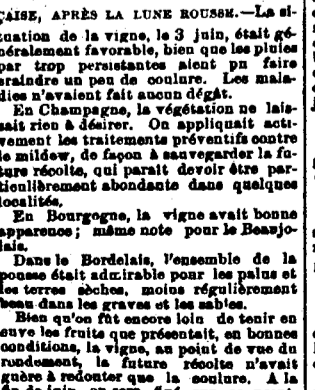 ÇAISE, APRÈS LA LUNE ROUSSE.—La si-
tuation de la vigne, le 3 juin, était gé-
néralement favorable, bien que les pluies
par trop persistantes aient pu faire
craindre un peu de coulure. Les mala-
dies n'avaient fait aucun dégât.
En Champagne, la végétation ne lais-
sait rien à désirer. On appliquait acti-
vement les traitements préventifs contre
le mildew, de façon à sauvegarder la fu-
ture récolte, qui parait devoir être par-
ticulièrement abondante dans quelques
localités.
En Bourgogne, la vigne avait bonne
apparence; même note pour le Beaujo-
lais.
Dans le Bordelais, l'ensemble de la
pousse était admirable pour les palus et
les terres sèches, moins régulièrement
beau dans les graves et les sables.
Bien qu'on fût encore loin de tenir en
cuve les fruits que présentait, en bonnes
conditions, la vigne, au point de vue du
rendement, la future récolte n'avait
guère à redouter que la coulure. A la